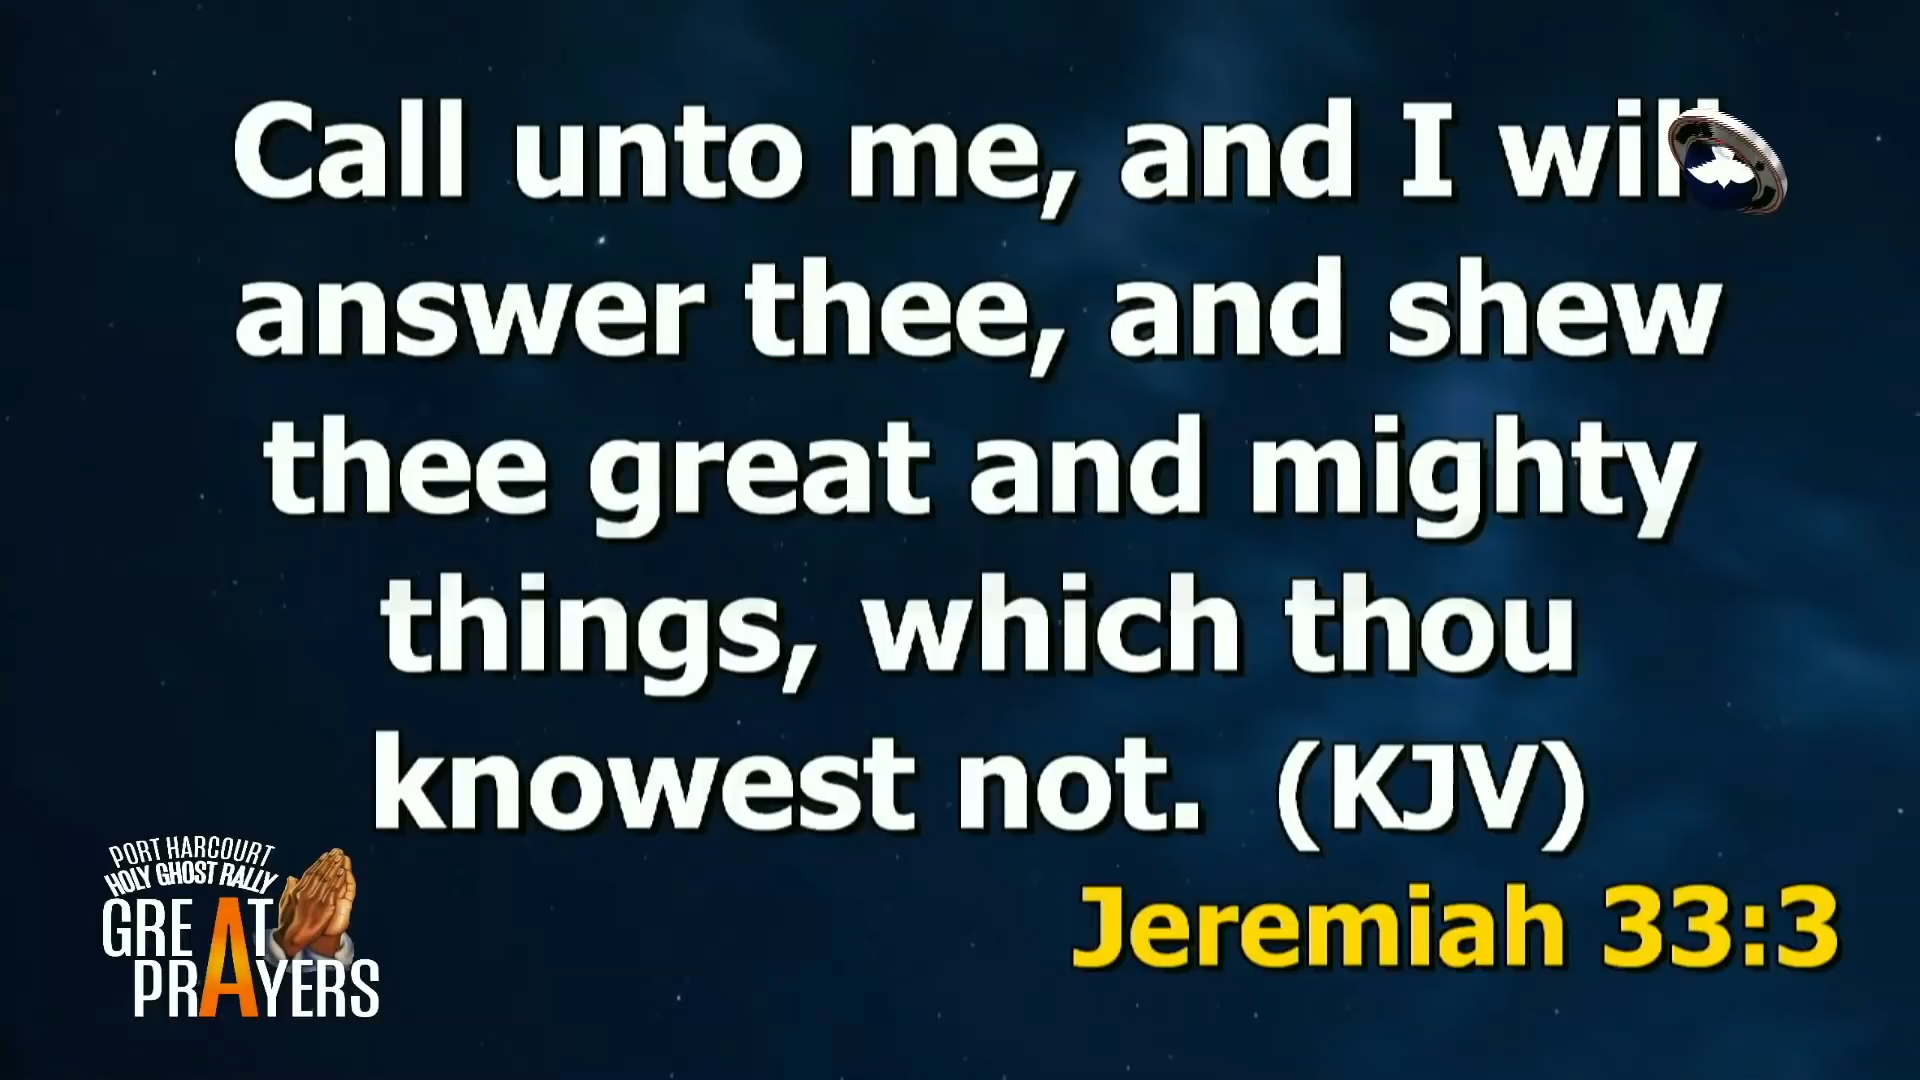 Call unto me, and I will
answer thee, and shew
thee great and mighty
things, which thou
knowest not. (KJV)
Jeremiah 33:3
PORT HARCOURT
HOLY GHOST RALLY
GREAT
PRAYERS